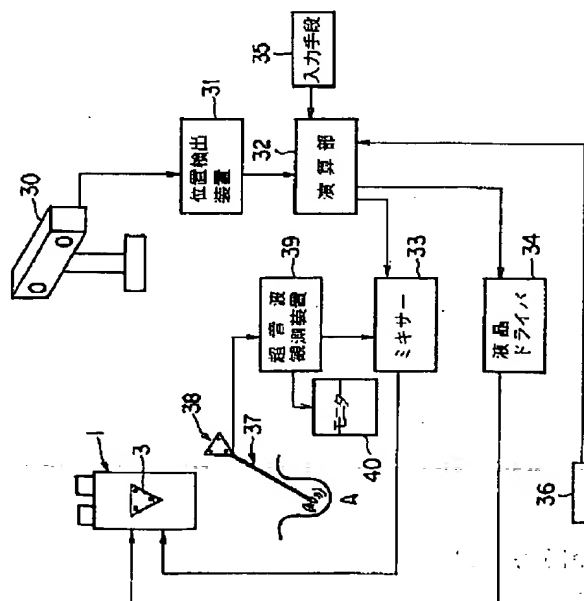 30
31
位置検出
装置
35
入力手段
32
演算部
39
超音波
観測装置
33
ミキサー
34
液晶
ドライバ
38
37
モニター
40
1
3
A
36